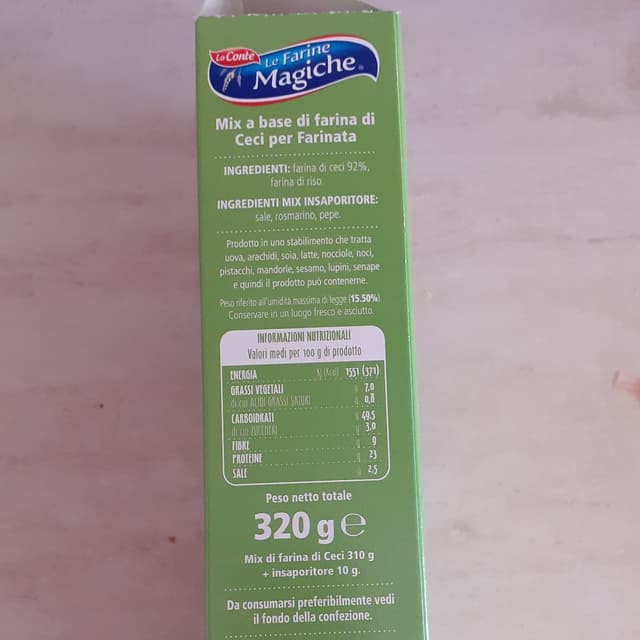 Lo Conte
Le Farine
Magiche
Mix a base di farina di
Ceci per Farinata
INGREDIENTI: farina di ceci 92%,
farina di riso
INGREDIENTI MIX INSAPORITORE:
sale, rosmarino, pepe.
Prodotto in uno stabilimento che tratta
uova, arachidi, soia, latte, nocciole, noci,
pistacchi, mandorle, sesamo, lupini, senape
e quindi il prodotto può contenerne.
Peso riferito all'umidità massima di legge (15.50%)
Conservare in un luogo fresco e asciutto.
INFORMAZIONI NUTRIZIONALI
Valori medi per 100 g di prodotto
ENERGIA KJ (Kcal) 1551 (371)
GRASSI VEGETALI g 7,0
di cui ACIDI GRASSI SATURI g 0,8
CARBOIDRATI g 49,5
di cui ZUCCHERI g 3,0
FIBRE g 9
PROTEINE g 23
SALE g 2,5
Peso netto totale
320 g e
Mix di farina di Ceci 310 g
+ insaporitore 10 g.
Da consumarsi preferibilmente vedi
il fondo della confezione.